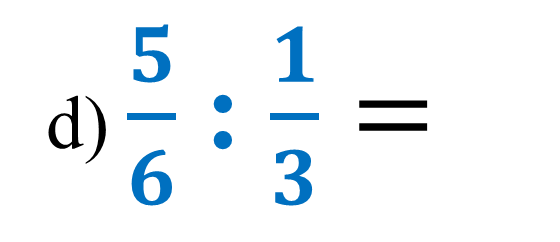 d) 5/6 : 1/3 =